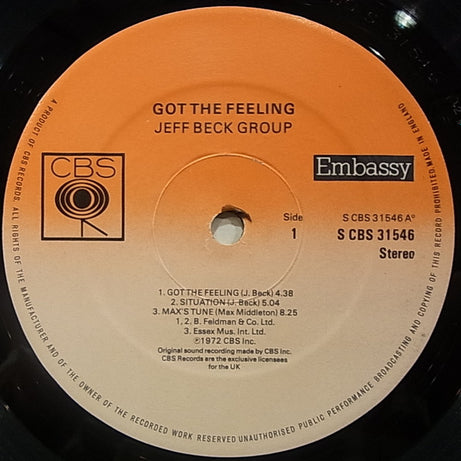 GOT THE FEELING
JEFF BECK GROUP
CBS
Embassy
Side
1
S CBS 31546 A°
S CBS 31546
Stereo
1. GOT THE FEELING (J. Beck) 4.38
2. SITUATION (J. Beck) 5.04
3. MAX'S TUNE (Max Middleton) 8.25
1, 2, B. Feldman & Co. Ltd.
3. Essex Mus. Int. Ltd.
℗1972 CBS Inc.
Original sound recording made by CBS Inc.
CBS Records are the exclusive licensees
for the UK
A PRODUCT OF CBS RECORDS. ALL RIGHTS OF THE MANUFACTURER AND OF THE OWNER OF THE RECORDED WORK RESERVED UNAUTHORISED PUBLIC PERFORMANCE BROADCASTING AND COPYING OF THIS RECORD PROHIBITED. MADE IN ENGLAND